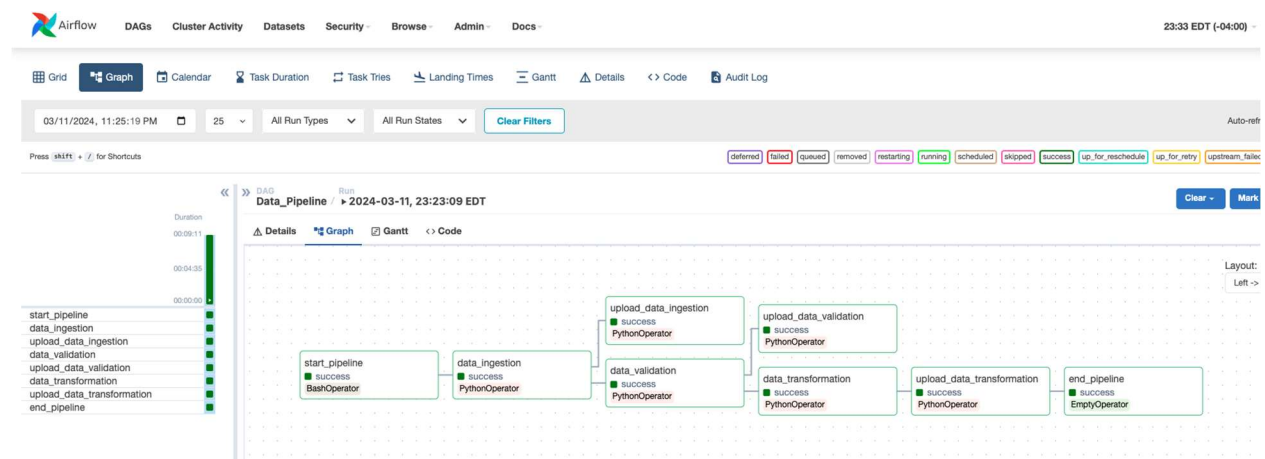 Airflow DAGs Cluster Activity Datasets Security Browse Admin Docs 23:33 EDT (-04:00)
Grid Graph Calendar Task Duration Task Tries Landing Times Gantt Details <> Code Audit Log
03/11/2024, 11:25:19 PM 25 All Run Types All Run States Clear Filters Auto-refr
Press shift + / for Shortcuts deferred failed queued removed restarting running scheduled skipped success up_for_reschedule up_for_retry upstream_failed
DAG Run
Data_Pipeline / 2024-03-11, 23:23:09 EDT Clear Mark
Duration
00:09:11
00:04:35
00:00:00
start_pipeline
data_ingestion
upload_data_ingestion
data_validation
upload_data_validation
data_transformation
upload_data_transformation
end_pipeline
Details Graph Gantt <> Code
Layout:
Left ->
start_pipeline
success
BashOperator
data_ingestion
success
PythonOperator
upload_data_ingestion
success
PythonOperator
data_validation
success
PythonOperator
upload_data_validation
success
PythonOperator
data_transformation
success
PythonOperator
upload_data_transformation
success
PythonOperator
end_pipeline
success
EmptyOperator